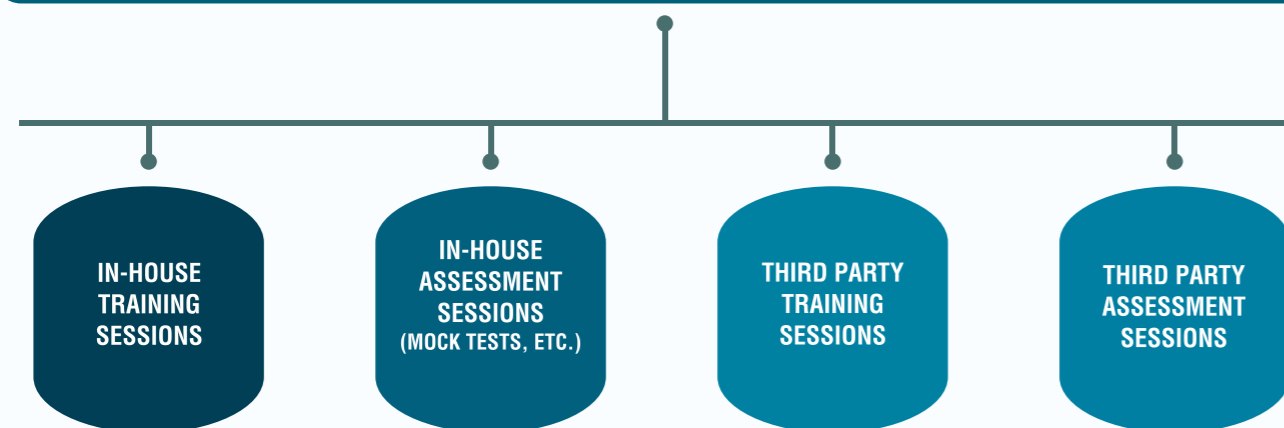 IN-HOUSE
TRAINING
SESSIONS
IN-HOUSE
ASSESSMENT
SESSIONS
(MOCK TESTS, ETC.)
THIRD PARTY
TRAINING
SESSIONS
THIRD PARTY
ASSESSMENT
SESSIONS